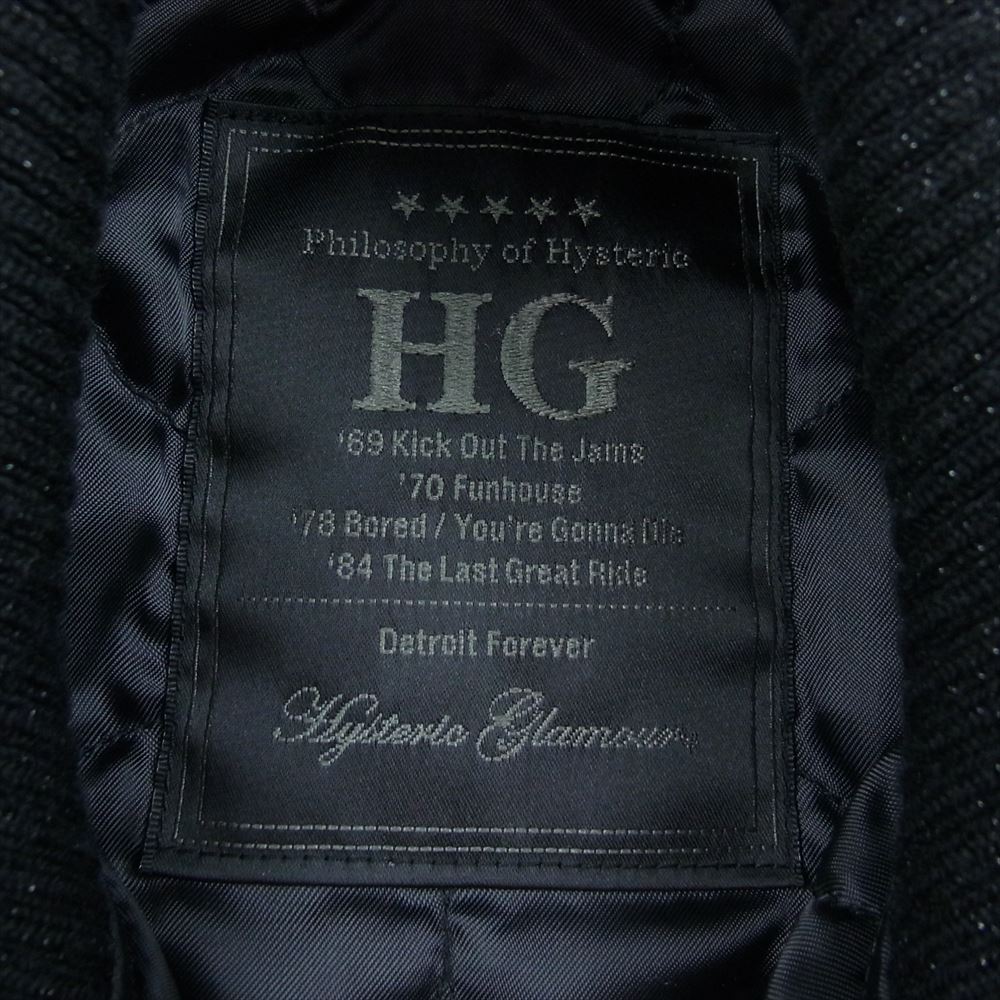 Philosophy of Hysteric
HG
'69 Kick Out The Jams
'70 Funhouse
'78 Bored / You're Gonna Die
'84 The Last Great Ride
Detroit Forever
Hysteric Glamour